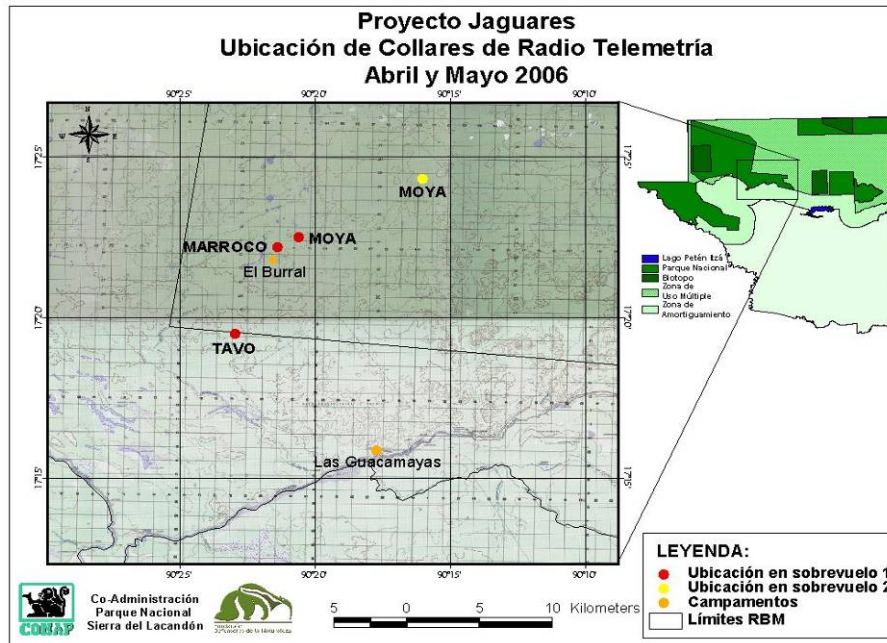 Proyecto Jaguares
Ubicación de Collares de Radio Telemetría
Abril y Mayo 2006
90°25'
90°20'
90°15'
90°10'
N
W
E
S
17°25'
17°25'
MOYA
MARROCO
MOYA
El Burral
17°20'
17°20'
TAVO
Las Guacamayas
17°15'
17°15'
90°25'
90°20'
90°15'
90°10'
Lago Petén Itzá
Parque Nacional
Biotopo
Zona de
Uso Múltiple
Zona de
Amortiguamiento
LEYENDA:
Ubicación en sobrevuelo 1
Ubicación en sobrevuelo 2
Campamentos
Límites RBM
CONAP
Co-Administración
Parque Nacional
Sierra del Lacandón
Defensores de la Naturaleza
5 0 5 10 Kilometers